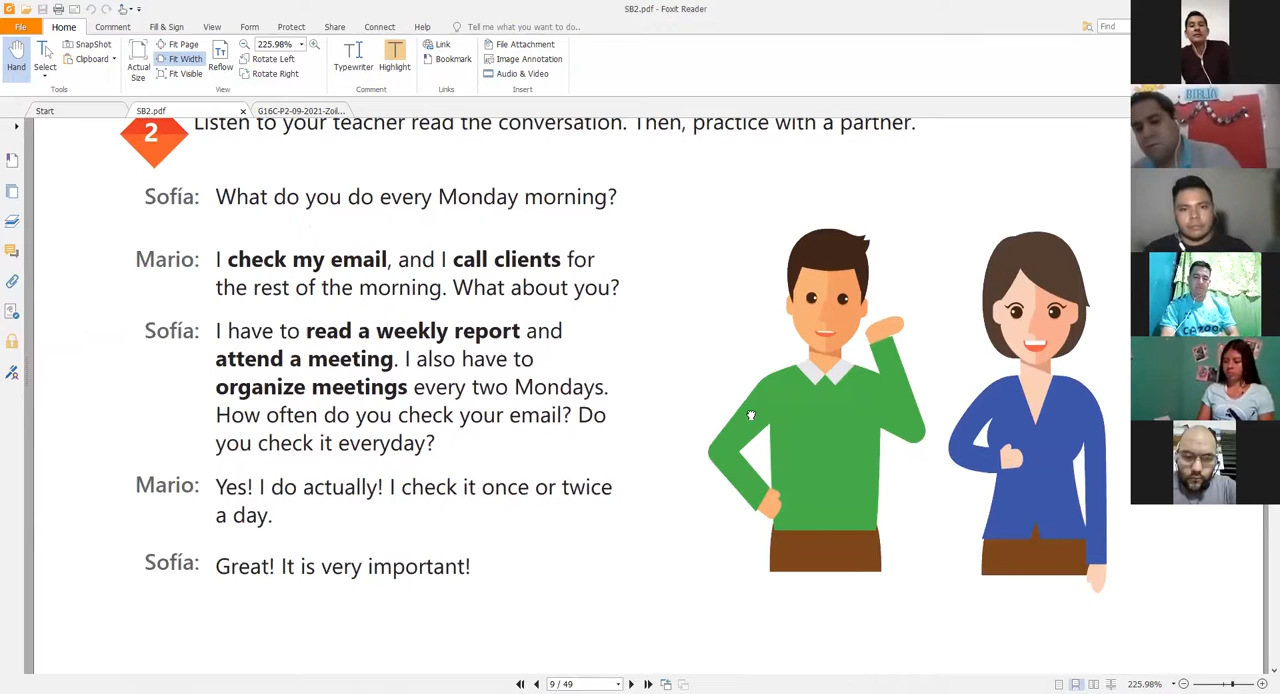 SB2.pdf - Foxit Reader
File Home Comment Fill & Sign Form Protect Share Connect Help Tell me what you want to do... Find
Hand Select SnapShot Clipboard Actual Size Fit Page Fit Width Fit Visible Reflow 225.98% Rotate Left Rotate Right Typewriter Highlight Link Bookmark File Attachment Image Annotation Audio & Video
Tools View Comment Links Insert
Start SB2.pdf G16C-P2-09-2021-Zoil...
2 Listen to your teacher read the conversation. Then, practice with a partner.
Sofía: What do you do every Monday morning?
Mario: I check my email, and I call clients for
the rest of the morning. What about you?
Sofía: I have to read a weekly report and
attend a meeting. I also have to
organize meetings every two Mondays.
How often do you check your email? Do
you check it everyday?
Mario: Yes! I do actually! I check it once or twice
a day.
Sofía: Great! It is very important!
BIBLIA
9 / 49 225.98%